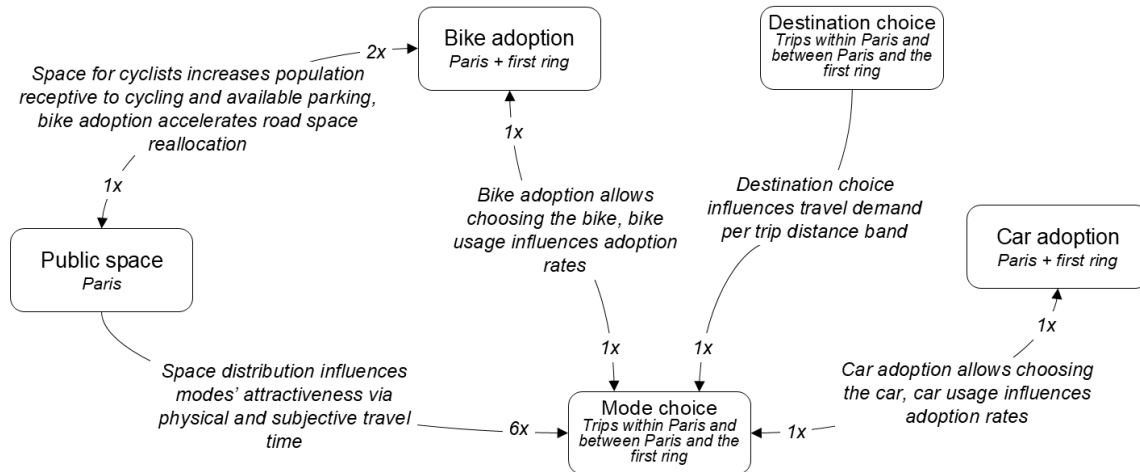 Bike adoption
Paris + first ring
Destination choice
Trips within Paris and
between Paris and the
first ring
2x
Space for cyclists increases population
receptive to cycling and available parking,
bike adoption accelerates road space
reallocation
1x
1x
Bike adoption allows
choosing the bike, bike
usage influences adoption
rates
Destination choice
influences travel demand
per trip distance band
Public space
Paris
Car adoption
Paris + first ring
1x
1x
1x
Space distribution influences
modes’ attractiveness via
physical and subjective travel
time
Car adoption allows choosing
the car, car usage influences
adoption rates
6x
Mode choice
Trips within Paris and
between Paris and the
first ring
1x